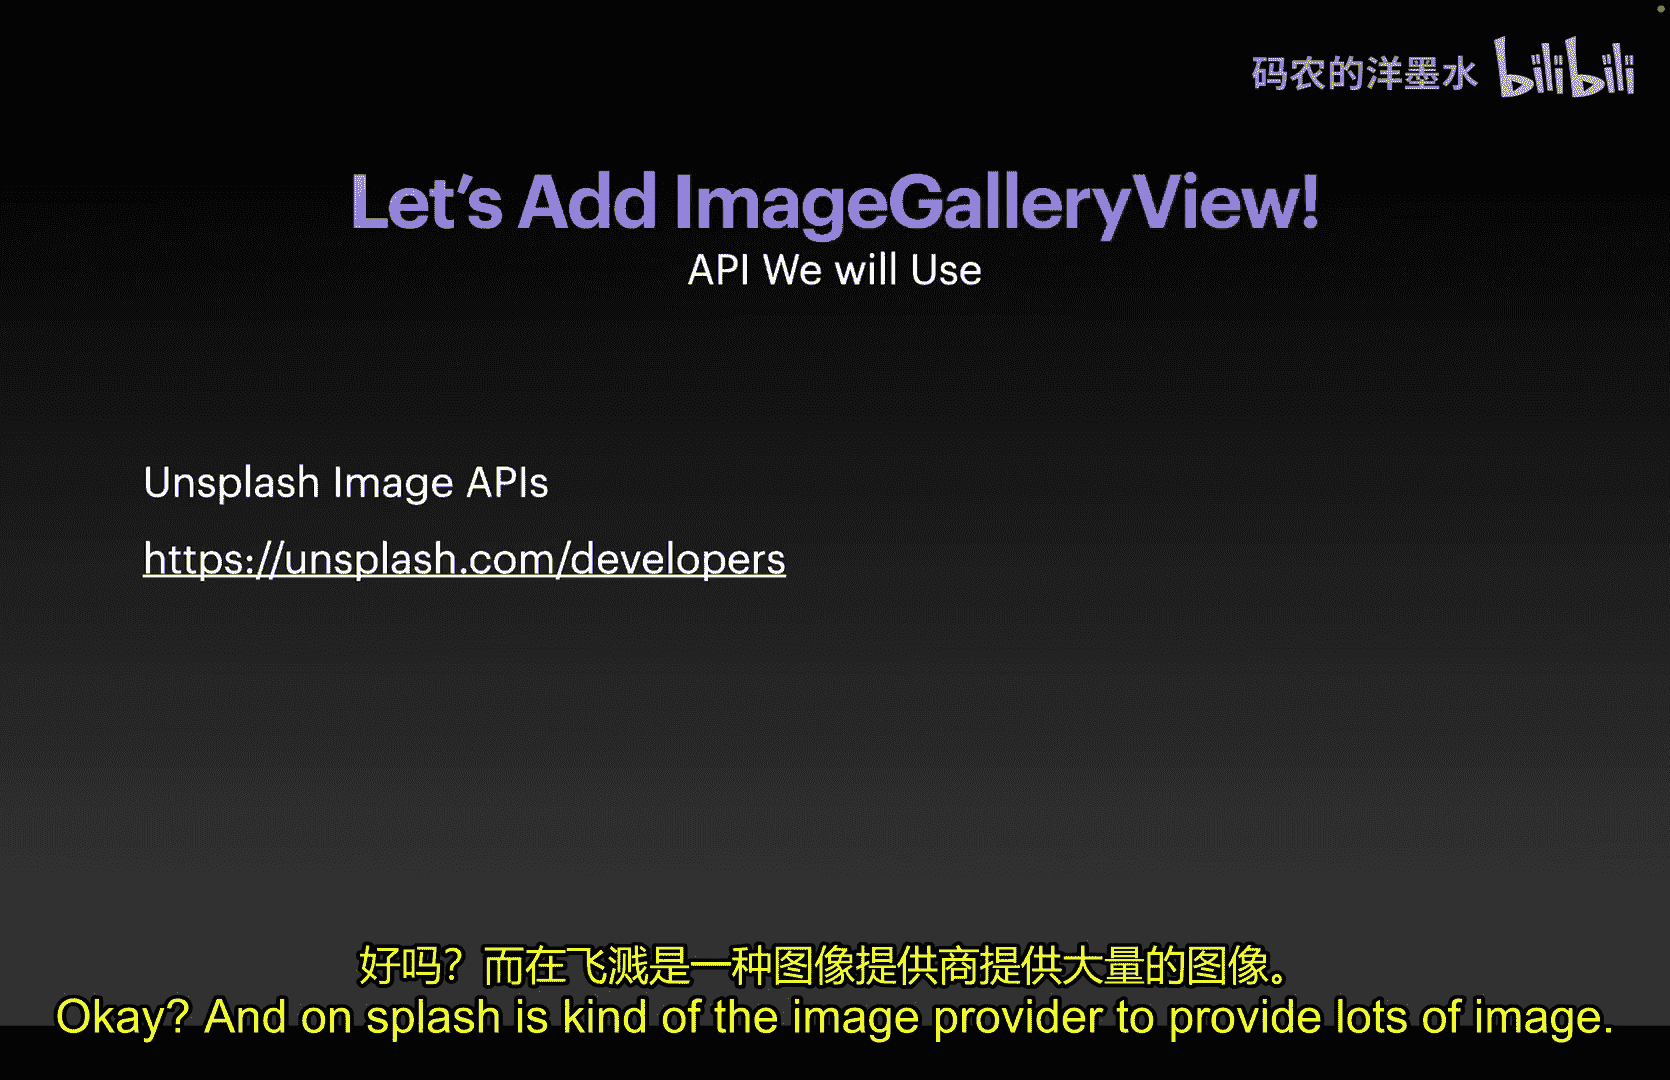 码农的洋墨水 bilibili
Let’s Add ImageGalleryView!
API We will Use
Unsplash Image APIs
https://unsplash.com/developers
好吗？而在飞溅是一种图像提供商提供大量的图像。
Okay? And on splash is kind of the image provider to provide lots of image.